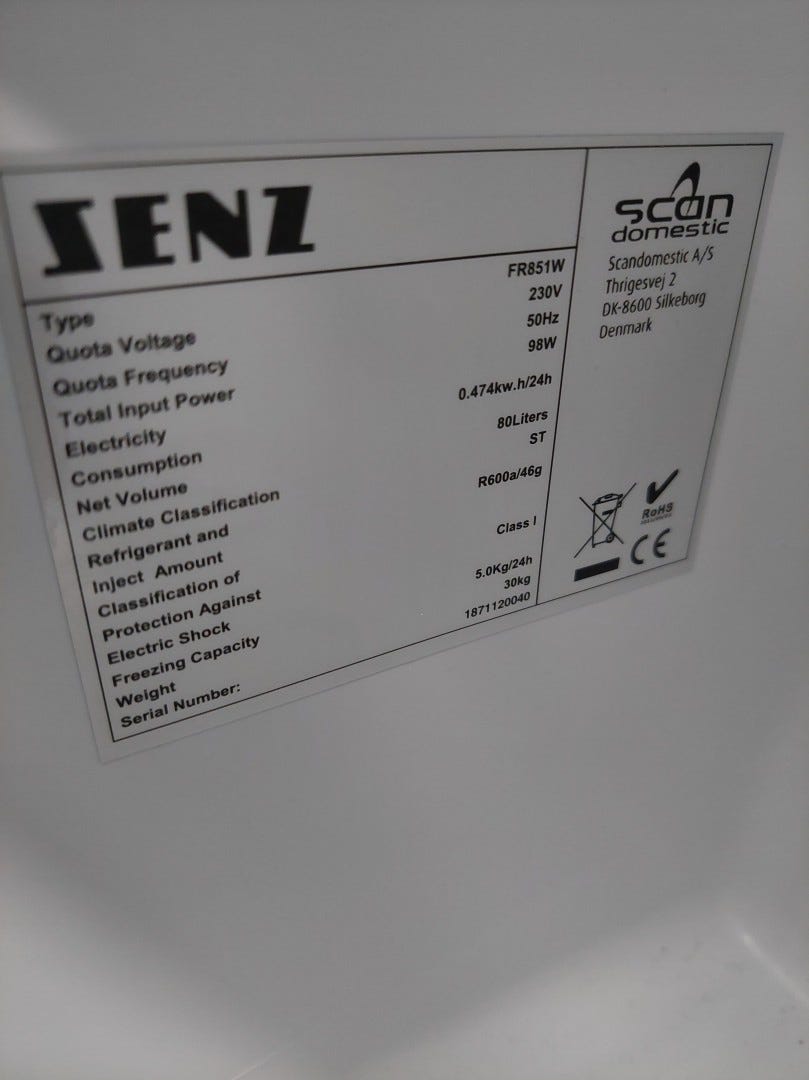 SENZ
Type FR851W
Quota Voltage 230V
Quota Frequency 50Hz
Total Input Power 98W
Electricity
Consumption 0.474kw.h/24h
Net Volume 80Liters
Climate Classification ST
Refrigerant and
Inject Amount R600a/46g
Classification of
Protection Against
Electric Shock Class I
Freezing Capacity 5.0Kg/24h
Weight 30kg
Serial Number: 1871120040
scan
domestic
Scandomestic A/S
Thrigesvej 2
DK-8600 Silkeborg
Denmark
RoHS
CE